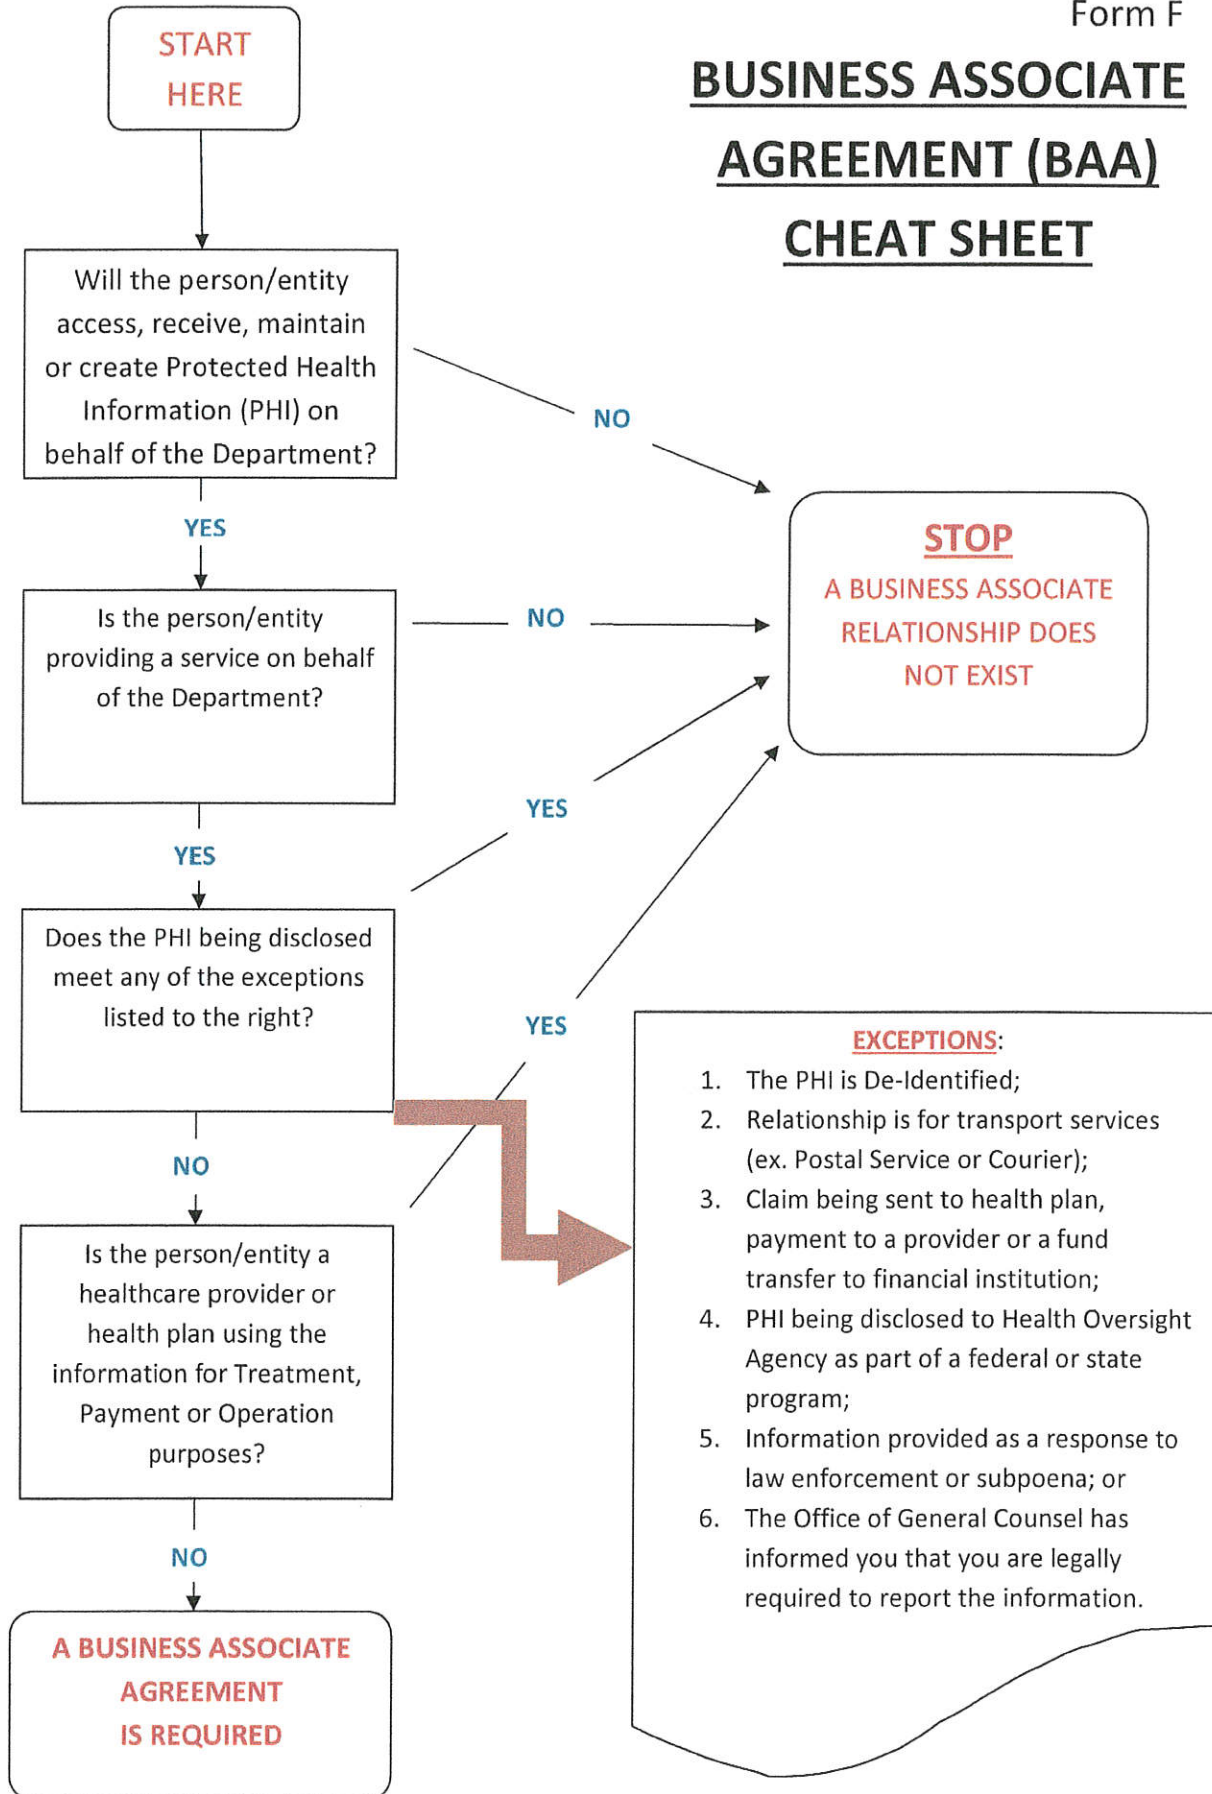 Form F
BUSINESS ASSOCIATE
AGREEMENT (BAA)
CHEAT SHEET
START
HERE
Will the person/entity
access, receive, maintain
or create Protected Health
Information (PHI) on
behalf of the Department?
NO
YES
STOP
A BUSINESS ASSOCIATE
RELATIONSHIP DOES
NOT EXIST
Is the person/entity
providing a service on behalf
of the Department?
NO
YES
Does the PHI being disclosed
meet any of the exceptions
listed to the right?
YES
NO
EXCEPTIONS:
1. The PHI is De-Identified;
2. Relationship is for transport services
(ex. Postal Service or Courier);
3. Claim being sent to health plan,
payment to a provider or a fund
transfer to financial institution;
4. PHI being disclosed to Health Oversight
Agency as part of a federal or state
program;
5. Information provided as a response to
law enforcement or subpoena; or
6. The Office of General Counsel has
informed you that you are legally
required to report the information.
Is the person/entity a
healthcare provider or
health plan using the
information for Treatment,
Payment or Operation
purposes?
YES
NO
A BUSINESS ASSOCIATE
AGREEMENT
IS REQUIRED